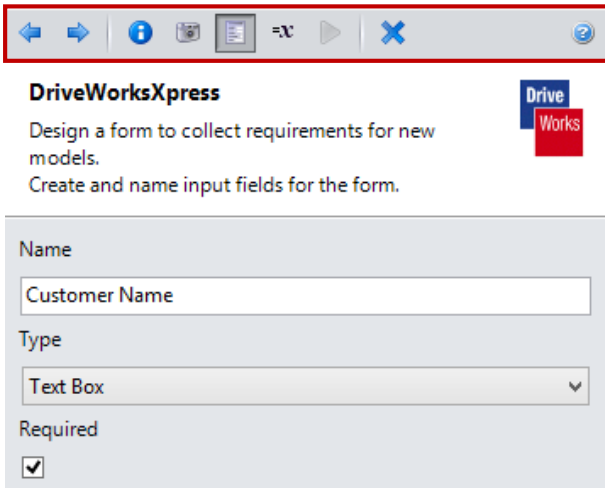 =x
DriveWorksXpress
Drive
Works
Design a form to collect requirements for new
models.
Create and name input fields for the form.
Name
Customer Name
Type
Text Box
Required